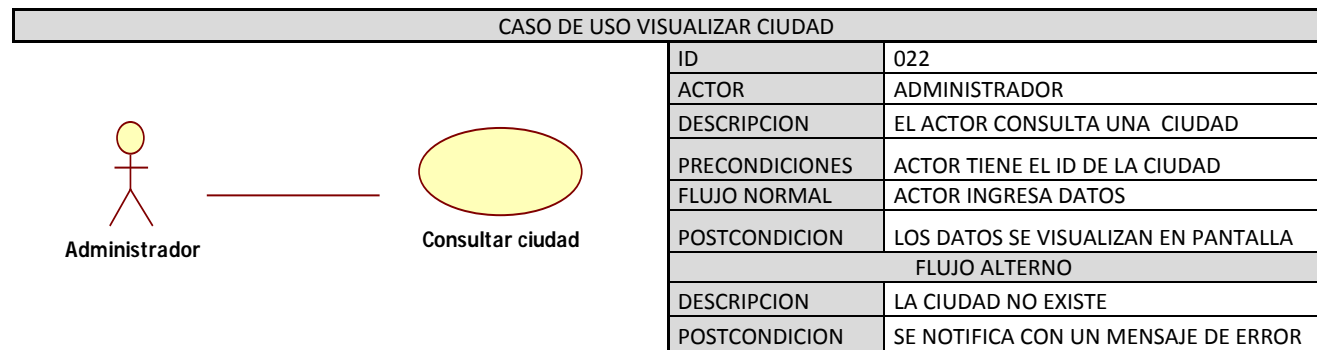 CASO DE USO VISUALIZAR CIUDAD
ID 022
ACTOR ADMINISTRADOR
DESCRIPCION EL ACTOR CONSULTA UNA CIUDAD
PRECONDICIONES ACTOR TIENE EL ID DE LA CIUDAD
FLUJO NORMAL ACTOR INGRESA DATOS
POSTCONDICION LOS DATOS SE VISUALIZAN EN PANTALLA
FLUJO ALTERNO
DESCRIPCION LA CIUDAD NO EXISTE
POSTCONDICION SE NOTIFICA CON UN MENSAJE DE ERROR
Administrador
Consultar ciudad